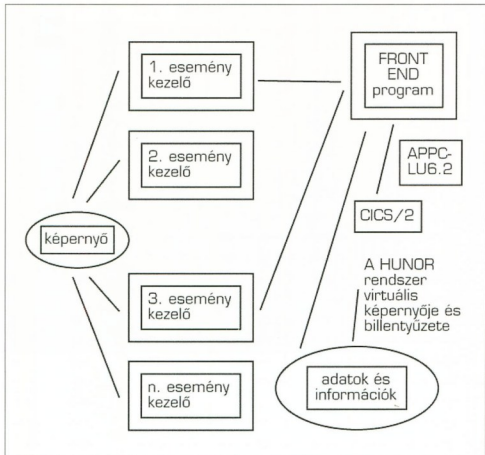 1. esemény
kezelő
2. esemény
kezelő
képernyő
3. esemény
kezelő
n. esemény
kezelő
FRONT
END
program
APPC-
LU6.2
CICS/2
A HUNOR
rendszer
virtuális
képernyője és
billentyűzete
adatok és
információk